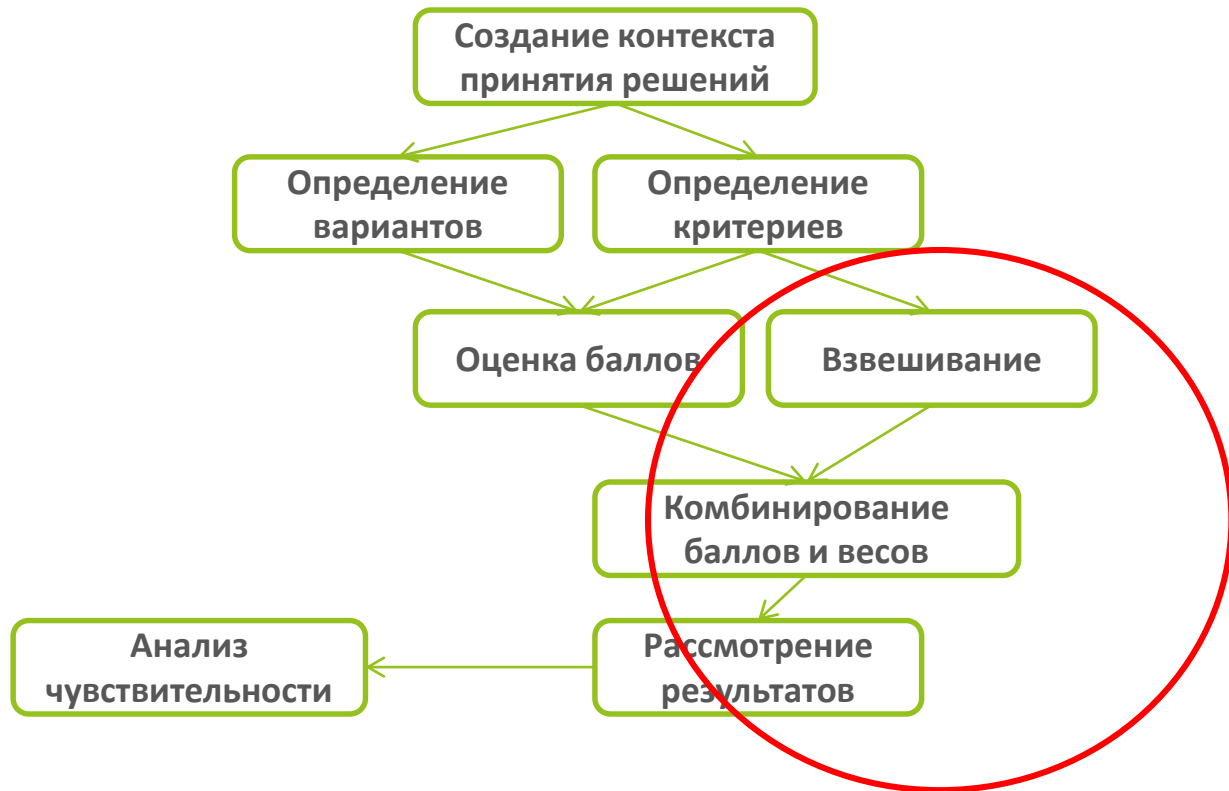 Создание контекста
принятия решений
Определение
вариантов
Определение
критериев
Оценка баллов
Взвешивание
Комбинирование
баллов и весов
Анализ
чувствительности
Рассмотрение
результатов